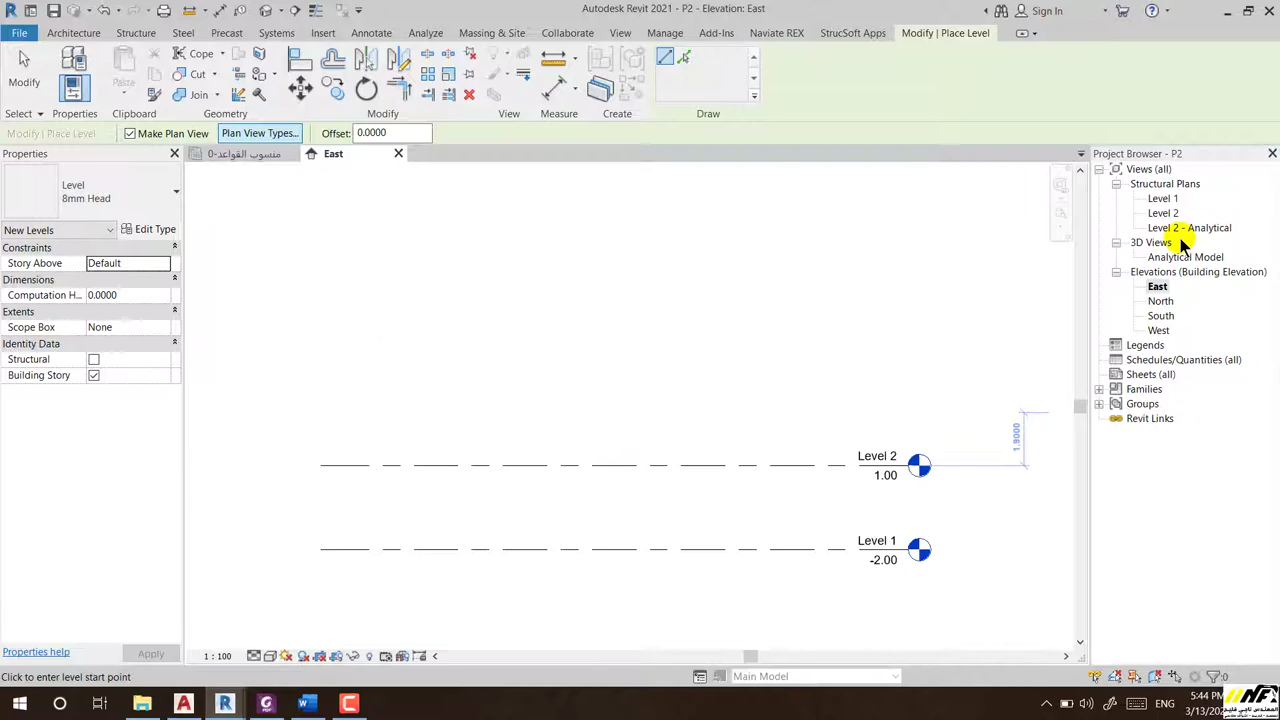 Autodesk Revit 2021 - P2 - Elevation: East
Sign In
File
Architecture
Structure
Steel
Precast
Systems
Insert
Annotate
Analyze
Massing & Site
Collaborate
View
Manage
Add-Ins
Naviate REX
StrucSoft Apps
Modify | Place Level
Modify
Paste
Cope
Cut
Join
Select
Properties
Clipboard
Geometry
Modify
View
Measure
Create
Draw
Modify | Place Level
Make Plan View
Plan View Types...
Offset: 0.0000
Properties
منسوب القواعد-0
East
Project Browser - P2
Level
8mm Head
New Levels
Edit Type
Constraints
Story Above Default
Dimensions
Computation H... 0.0000
Extents
Scope Box None
Identity Data
Structural
Building Story
Properties help
Apply
Views (all)
Structural Plans
Level 1
Level 2
Level 2 - Analytical
3D Views
Analytical Model
Elevations (Building Elevation)
East
North
South
West
Legends
Schedules/Quantities (all)
Sheets (all)
Families
Groups
Revit Links
1.9000
Level 2
1.00
Level 1
-2.00
1 : 100
Click to enter level start point
Main Model
:0
ENG
5:44 PM
3/13/20
NF